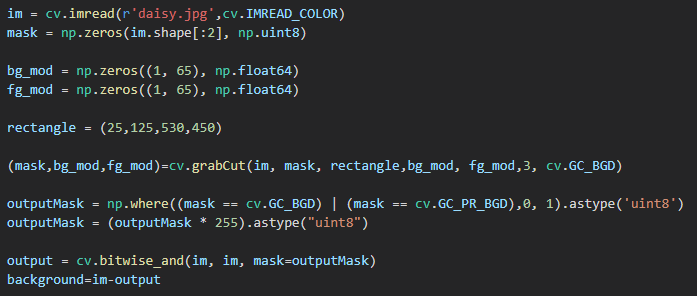 im = cv.imread(r'daisy.jpg',cv.IMREAD_COLOR)
mask = np.zeros(im.shape[:2], np.uint8)
bg_mod = np.zeros((1, 65), np.float64)
fg_mod = np.zeros((1, 65), np.float64)
rectangle = (25,125,530,450)
(mask,bg_mod,fg_mod)=cv.grabCut(im, mask, rectangle,bg_mod, fg_mod,3, cv.GC_BGD)
outputMask = np.where((mask == cv.GC_BGD) | (mask == cv.GC_PR_BGD),0, 1).astype('uint8')
outputMask = (outputMask * 255).astype("uint8")
output = cv.bitwise_and(im, im, mask=outputMask)
background=im-output